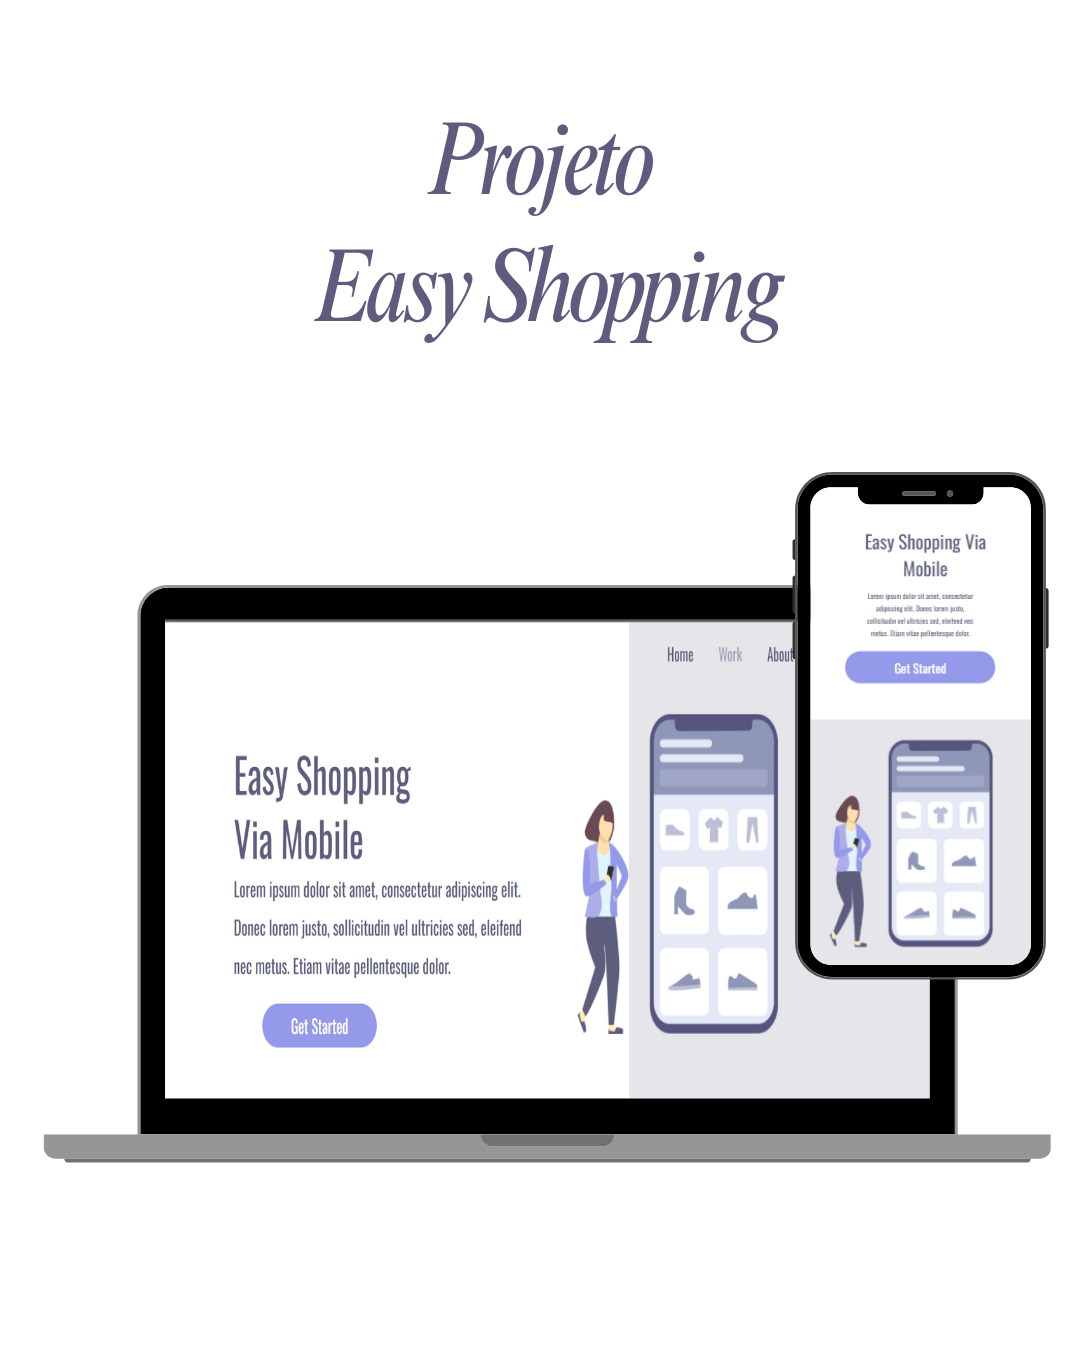 Projeto
Easy Shopping
Home Work About
Easy Shopping
Via Mobile
Lorem ipsum dolor sit amet, consectetur adipiscing elit.
Donec lorem justo, sollicitudin vel ultricies sed, eleifend
nec metus. Etiam vitae pellentesque dolor.
Get Started
Easy Shopping Via
Mobile
Lorem ipsum dolor sit amet, consectetur
adipiscing elit. Donec lorem justo,
sollicitudin vel ultricies sed, eleifend nec
metus. Etiam vitae pellentesque dolor.
Get Started